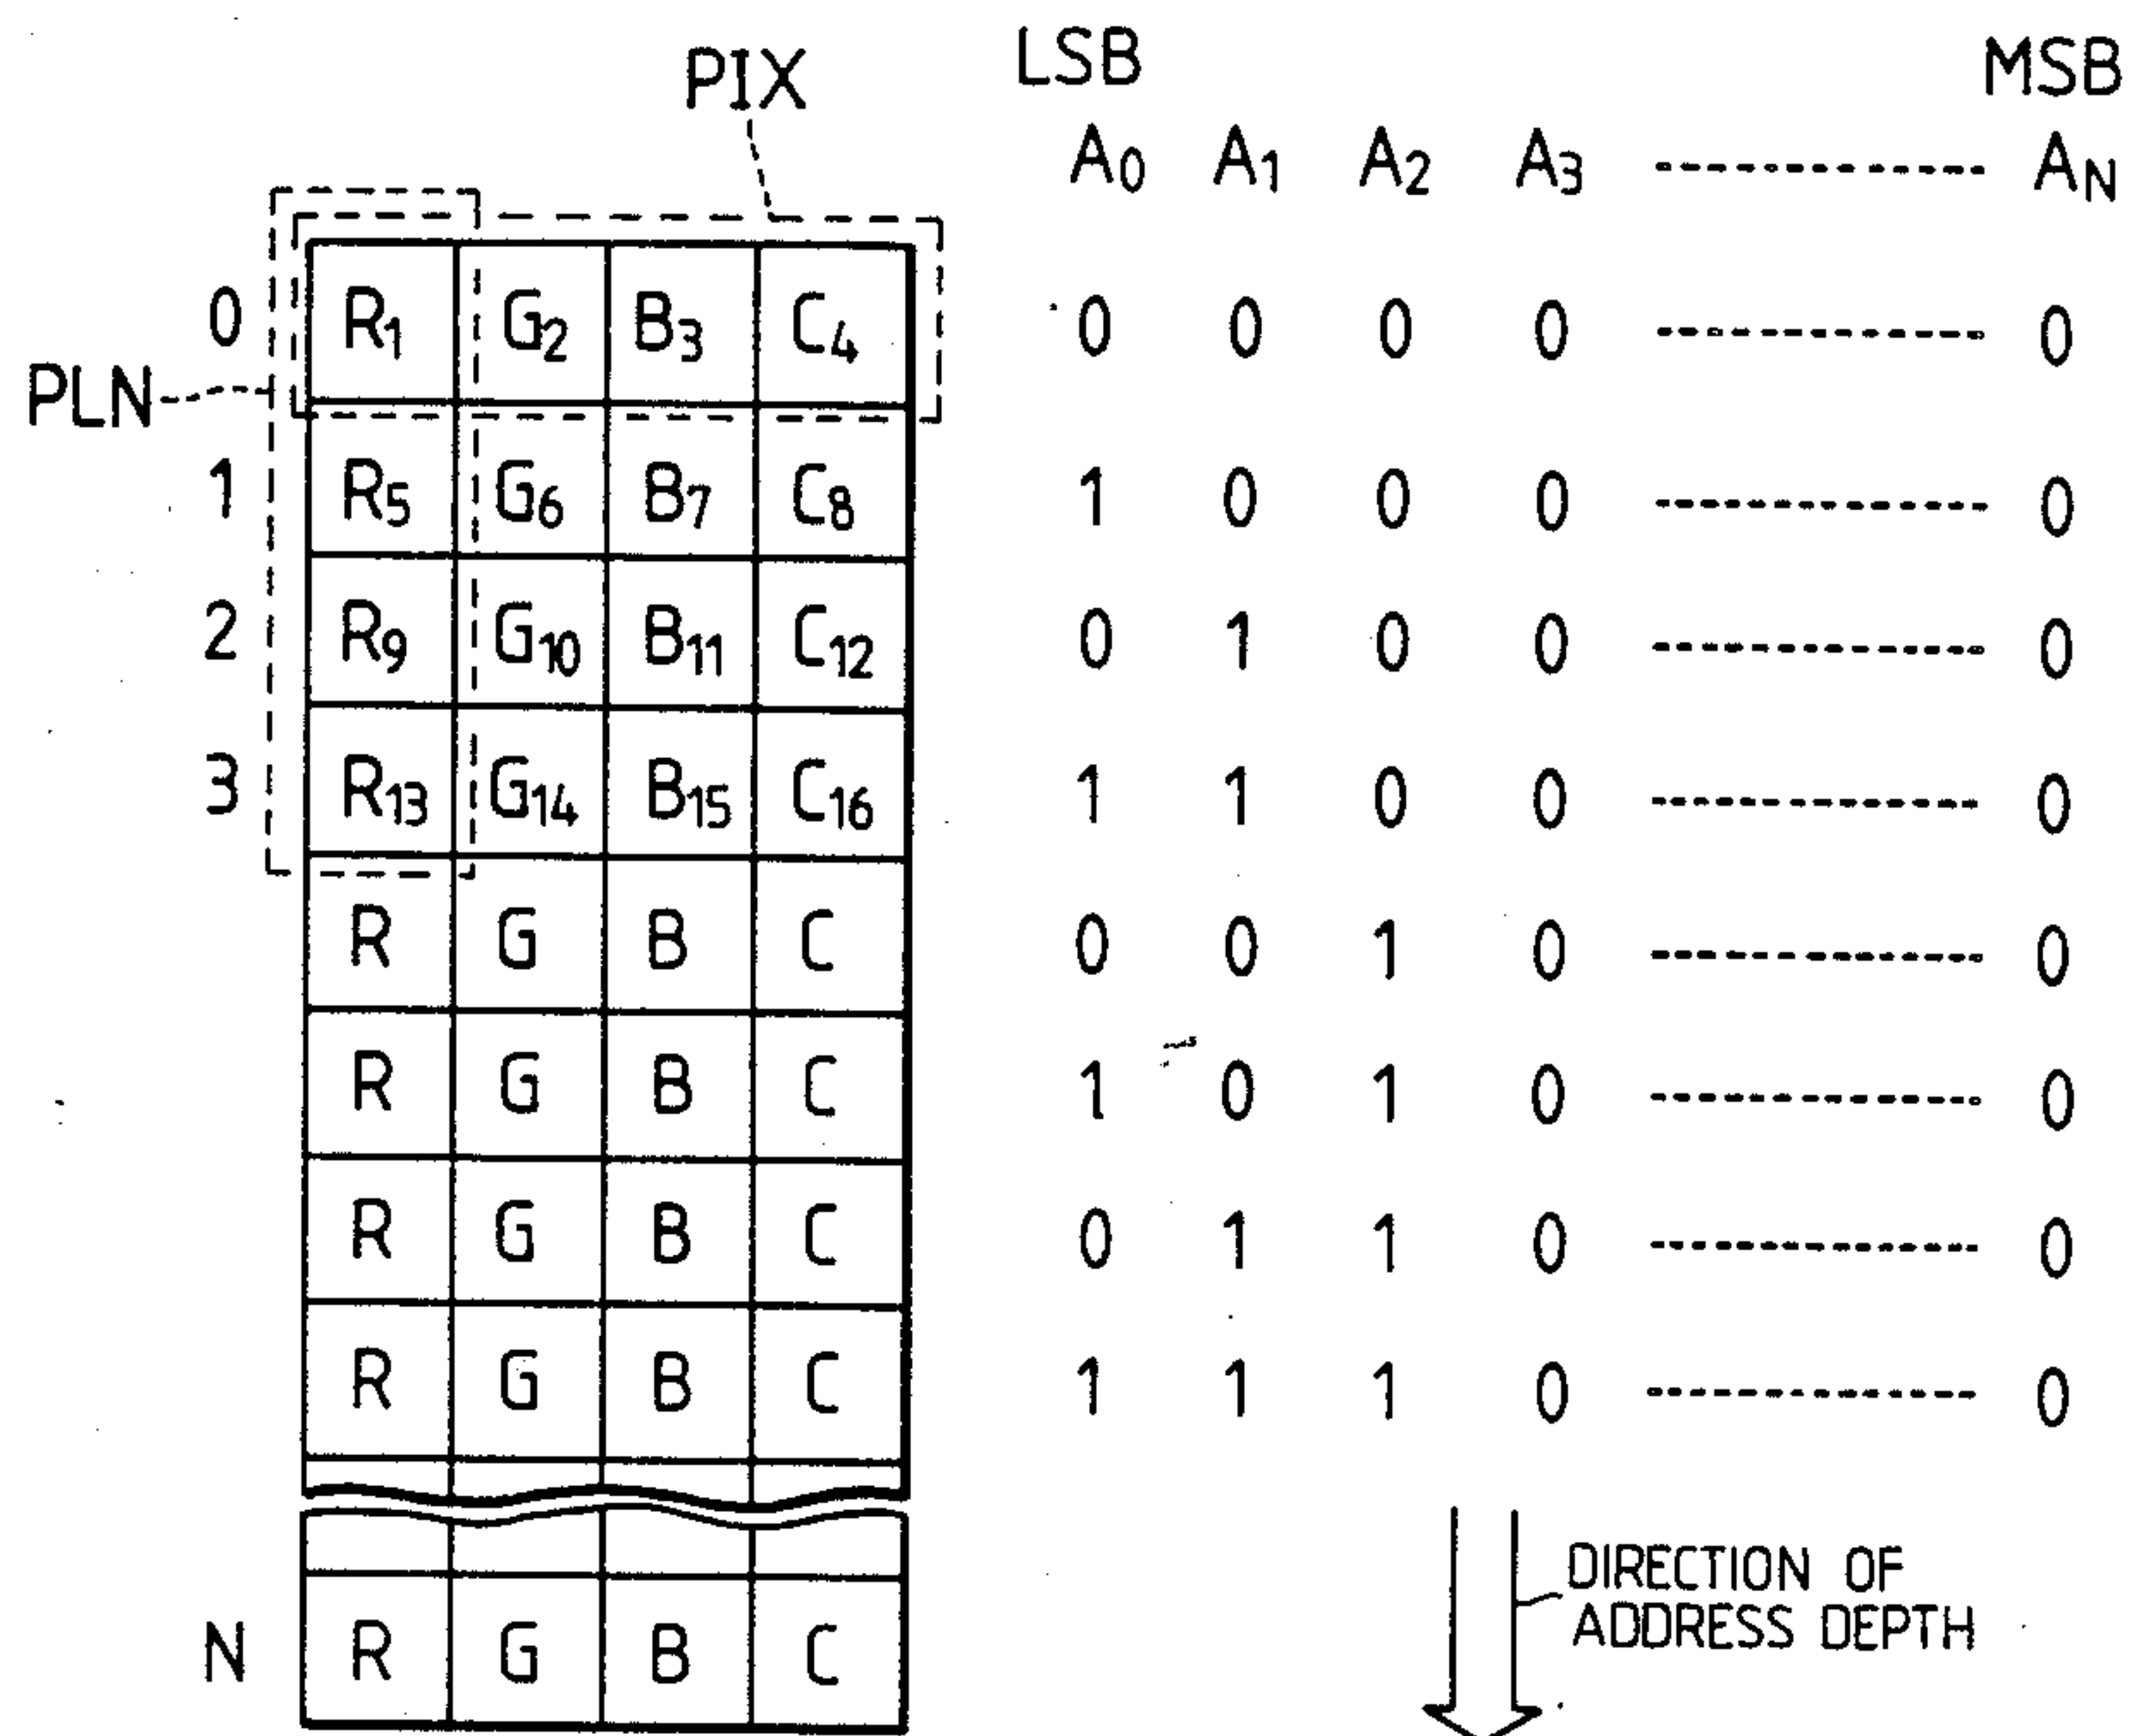 PIX LSB MSB
A0 A1 A2 A3 AN
0 R1 G2 B3 C4 0 0 0 0 0
PLN
1 R5 G6 B7 C8 1 0 0 0 0
2 R9 G10 B11 C12 0 1 0 0 0
3 R13 G14 B15 C16 1 1 0 0 0
R G B C 0 0 1 0 0
R G B C 1 0 1 0 0
R G B C 0 1 1 0 0
R G B C 1 1 1 0 0
DIRECTION OF
ADDRESS DEPTH
N R G B C